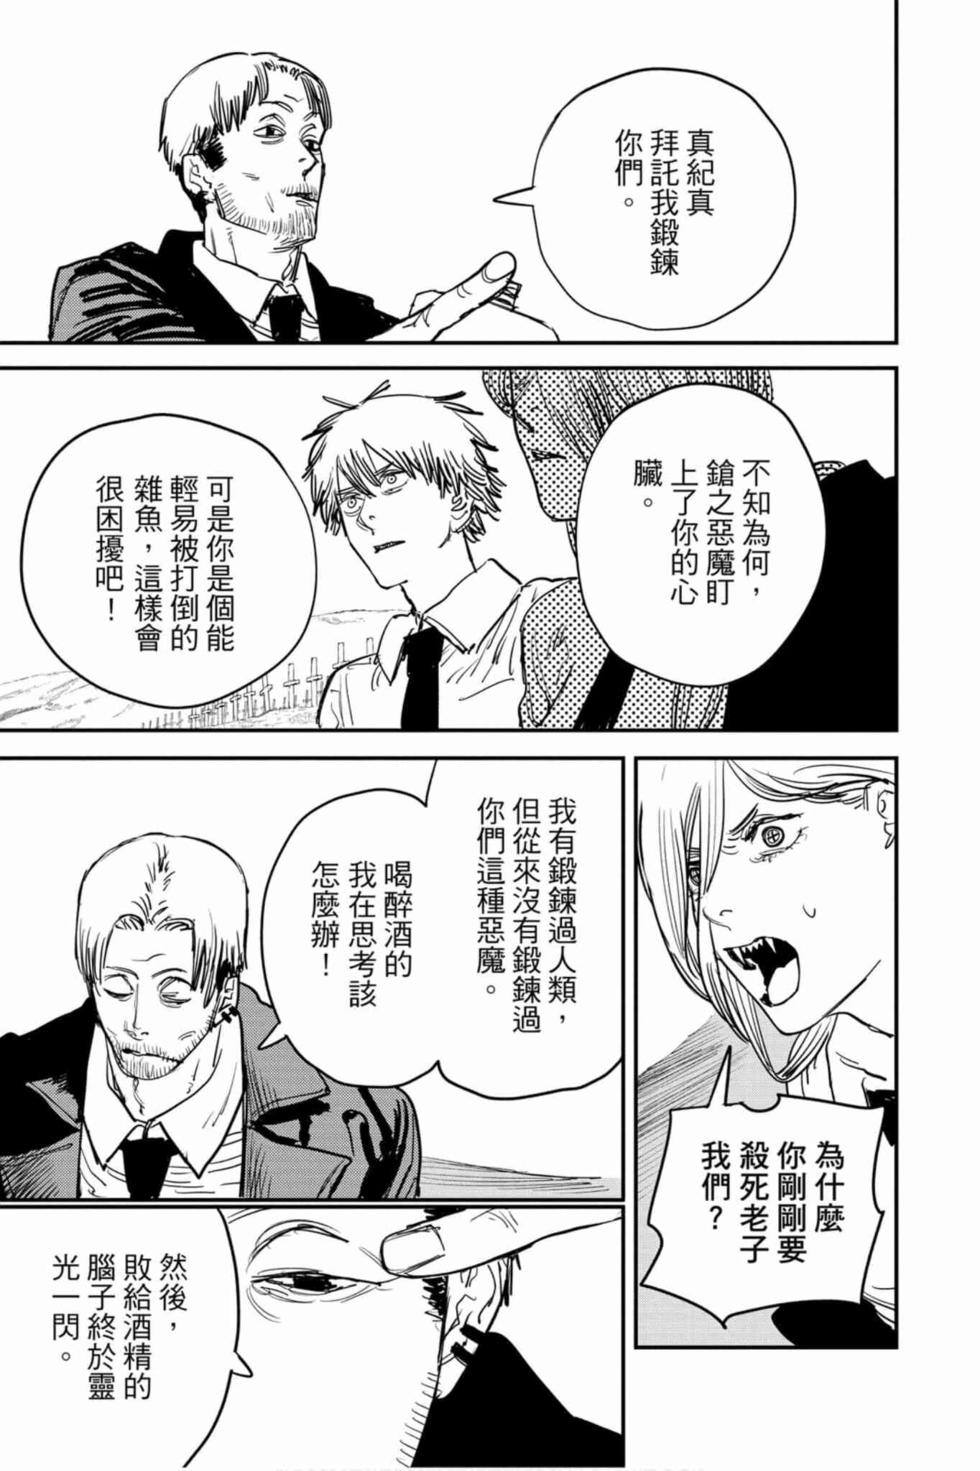 真紀真
拜託我鍛鍊
你們。
不知為何，
鎗之惡魔盯
上了你的心
臟。
可是你是個能
輕易被打倒的
雜魚，這樣會
很困擾吧！
為什麼
你剛剛要
殺死老子
我們？
我有鍛鍊過人類，
但從來沒有鍛鍊過
你們這種惡魔。
喝醉酒的
我在思考該
怎麼辦！
然後，
敗給酒精的
腦子終於靈
光一閃。